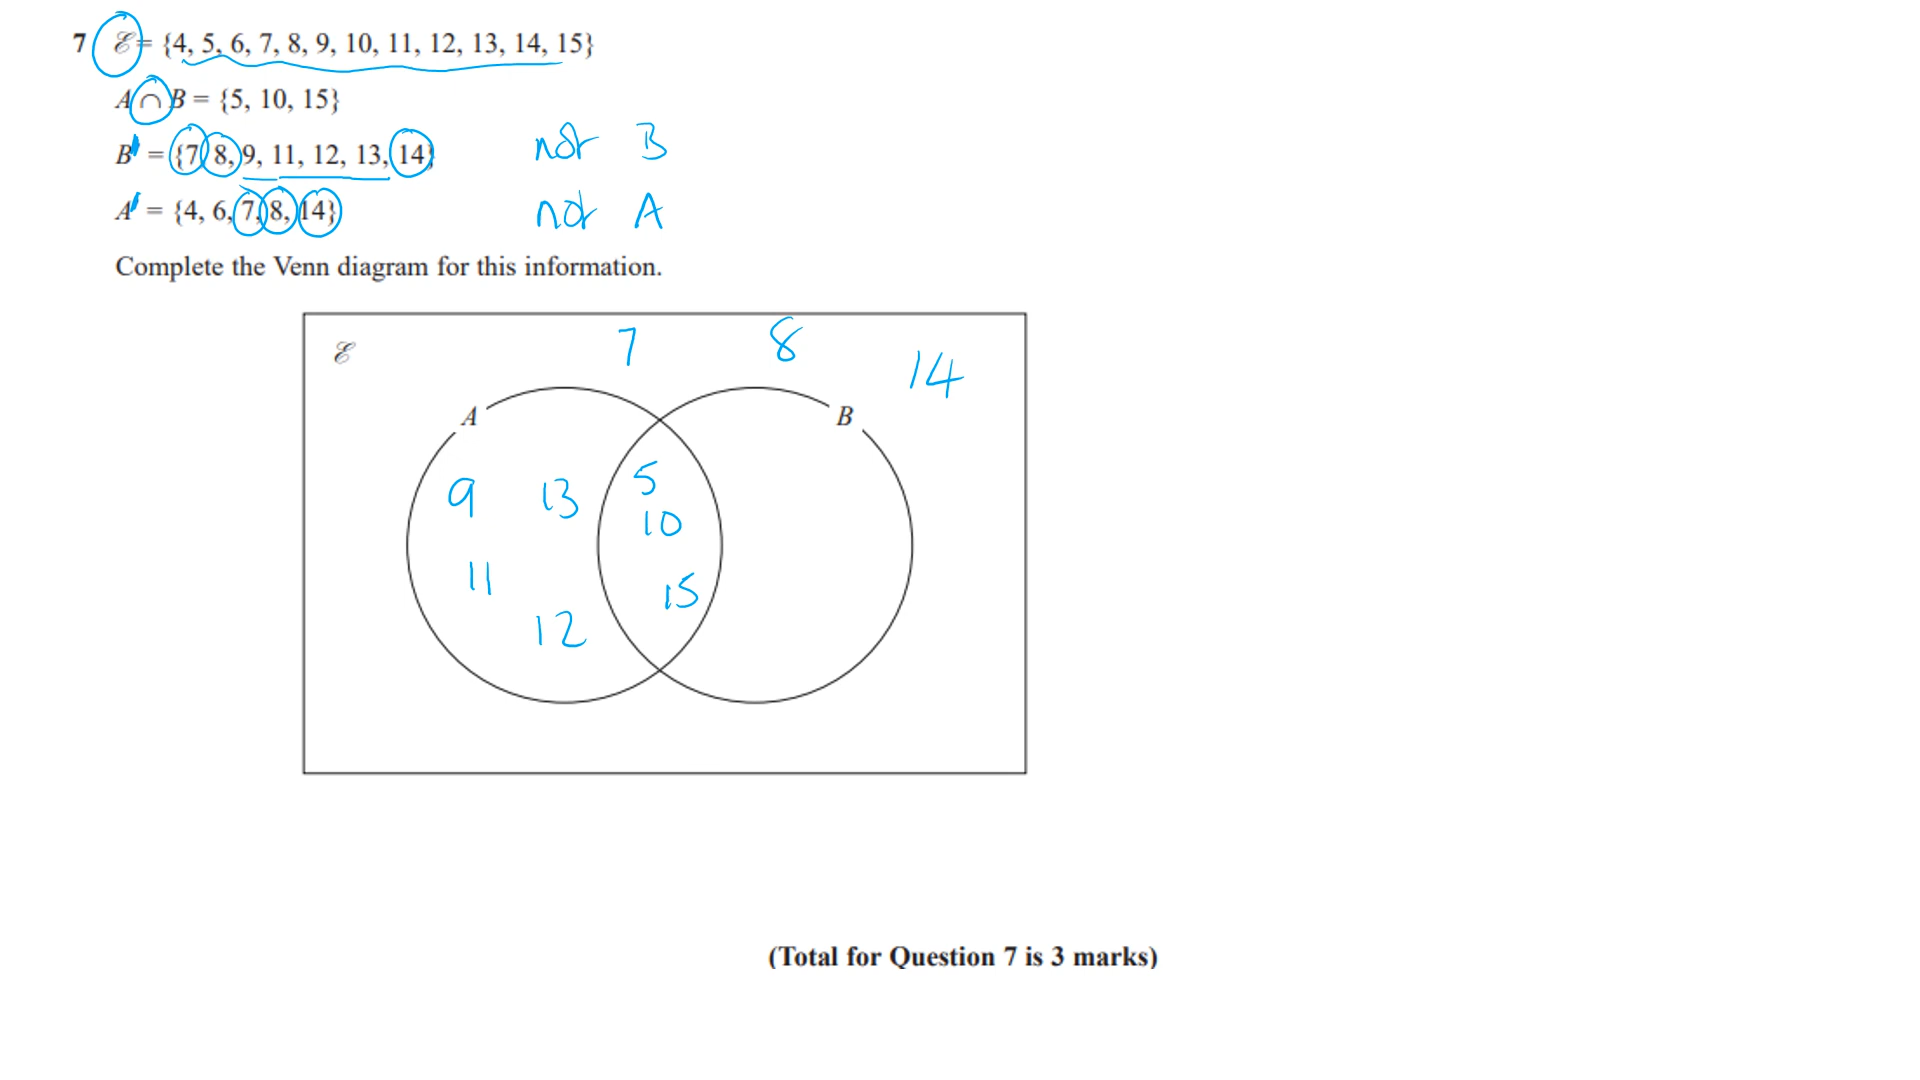 7 ℰ = {4, 5, 6, 7, 8, 9, 10, 11, 12, 13, 14, 15}
A ∩ B = {5, 10, 15}
B′ = {7, 8, 9, 11, 12, 13, 14} not B
A′ = {4, 6, 7, 8, 14} not A
Complete the Venn diagram for this information.
ℰ 7 8 14
A B
9 13 5
10
11 15
12
(Total for Question 7 is 3 marks)